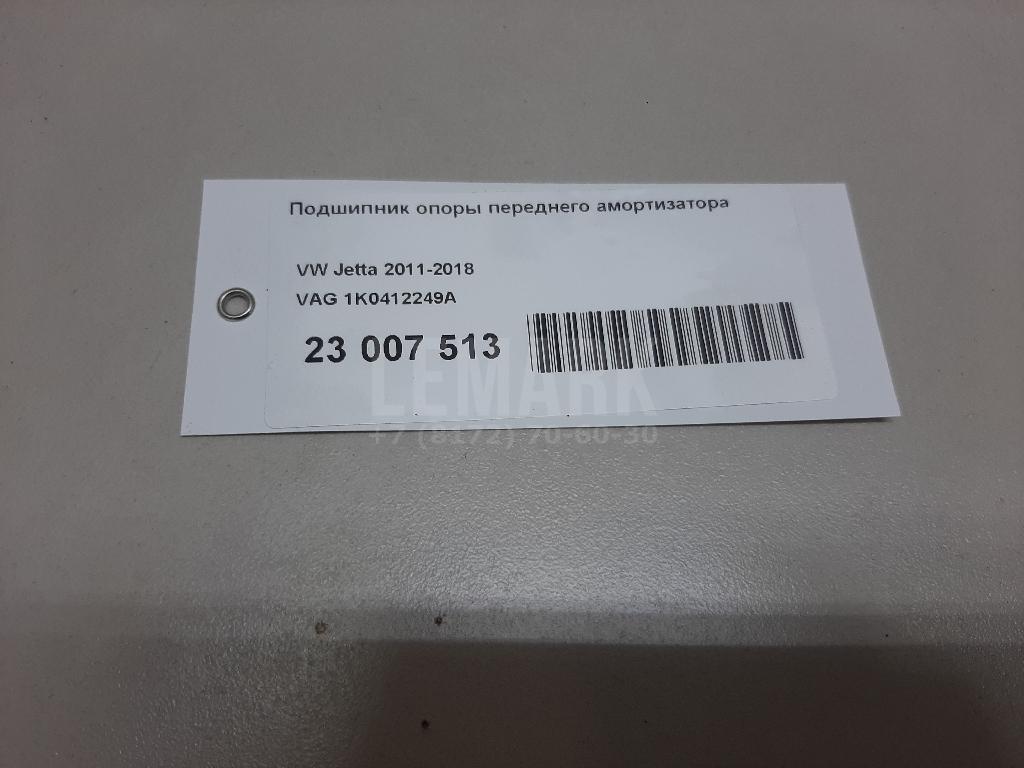 Подшипник опоры переднего амортизатора
VW Jetta 2011-2018
VAG 1K0412249A
23 007 513
LEMARK
+7 (8172) 70-60-30